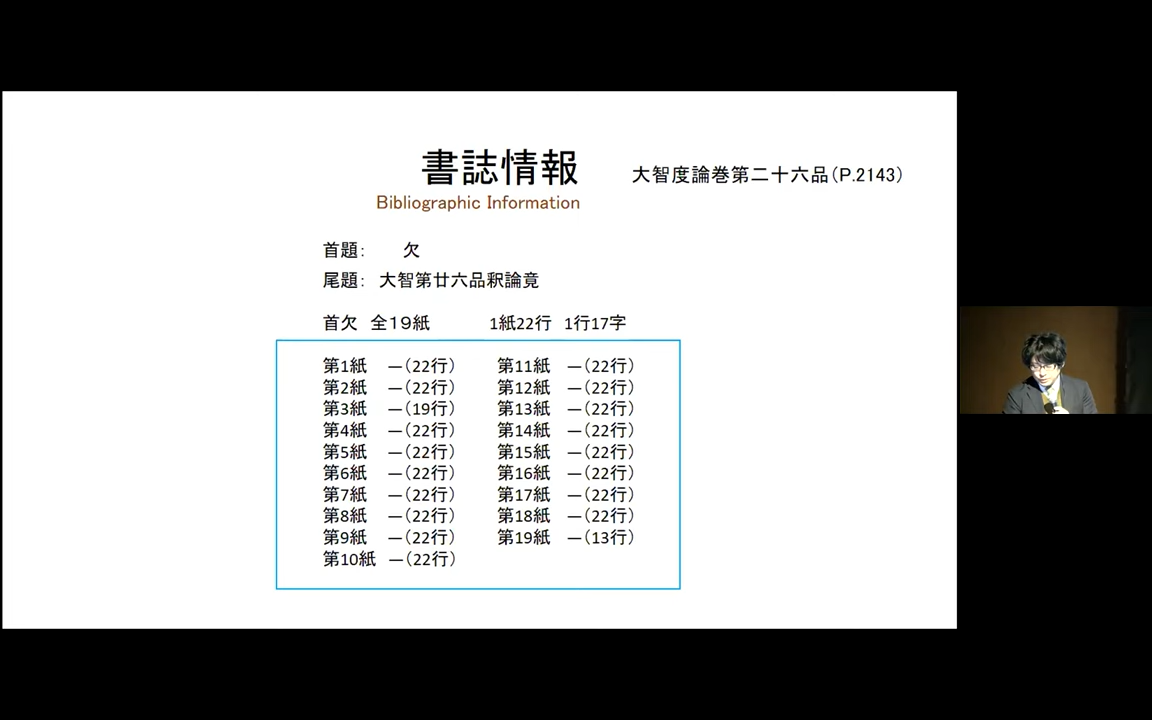 書誌情報
大智度論巻第二十六品(P.2143)
Bibliographic Information
首題: 欠
尾題: 大智第廿六品釈論竟
首欠 全19紙 1紙22行 1行17字
第1紙 ―(22行) 第11紙 ―(22行)
第2紙 ―(22行) 第12紙 ―(22行)
第3紙 ―(19行) 第13紙 ―(22行)
第4紙 ―(22行) 第14紙 ―(22行)
第5紙 ―(22行) 第15紙 ―(22行)
第6紙 ―(22行) 第16紙 ―(22行)
第7紙 ―(22行) 第17紙 ―(22行)
第8紙 ―(22行) 第18紙 ―(22行)
第9紙 ―(22行) 第19紙 ―(13行)
第10紙 ―(22行)